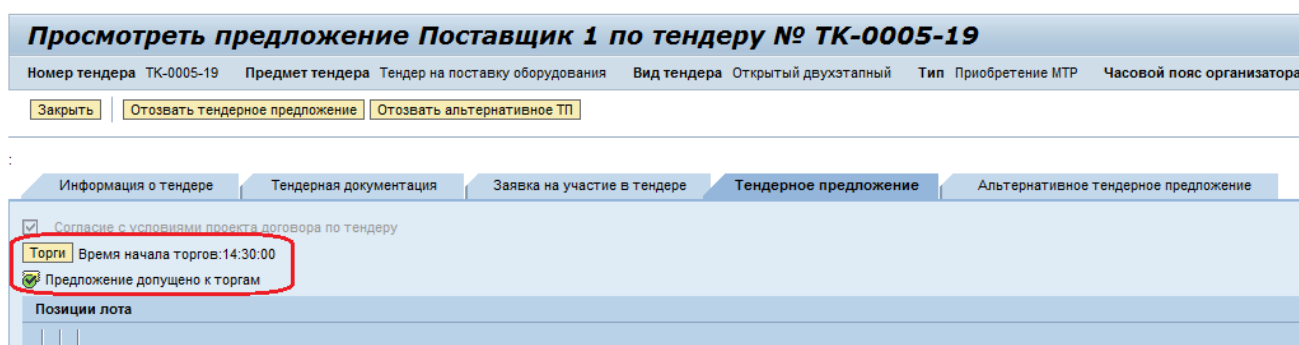 Просмотреть предложение Поставщик 1 по тендеру № ТК-0005-19
Номер тендера ТК-0005-19 Предмет тендера Тендер на поставку оборудования Вид тендера Открытый двухэтапный Тип Приобретение МТР Часовой пояс организатора
Закрыть Отозвать тендерное предложение Отозвать альтернативное ТП
:
Информация о тендере Тендерная документация Заявка на участие в тендере Тендерное предложение Альтернативное тендерное предложение
Согласие с условиями проекта договора по тендеру
Торги Время начала торгов:14:30:00
Предложение допущено к торгам
Позиции лота